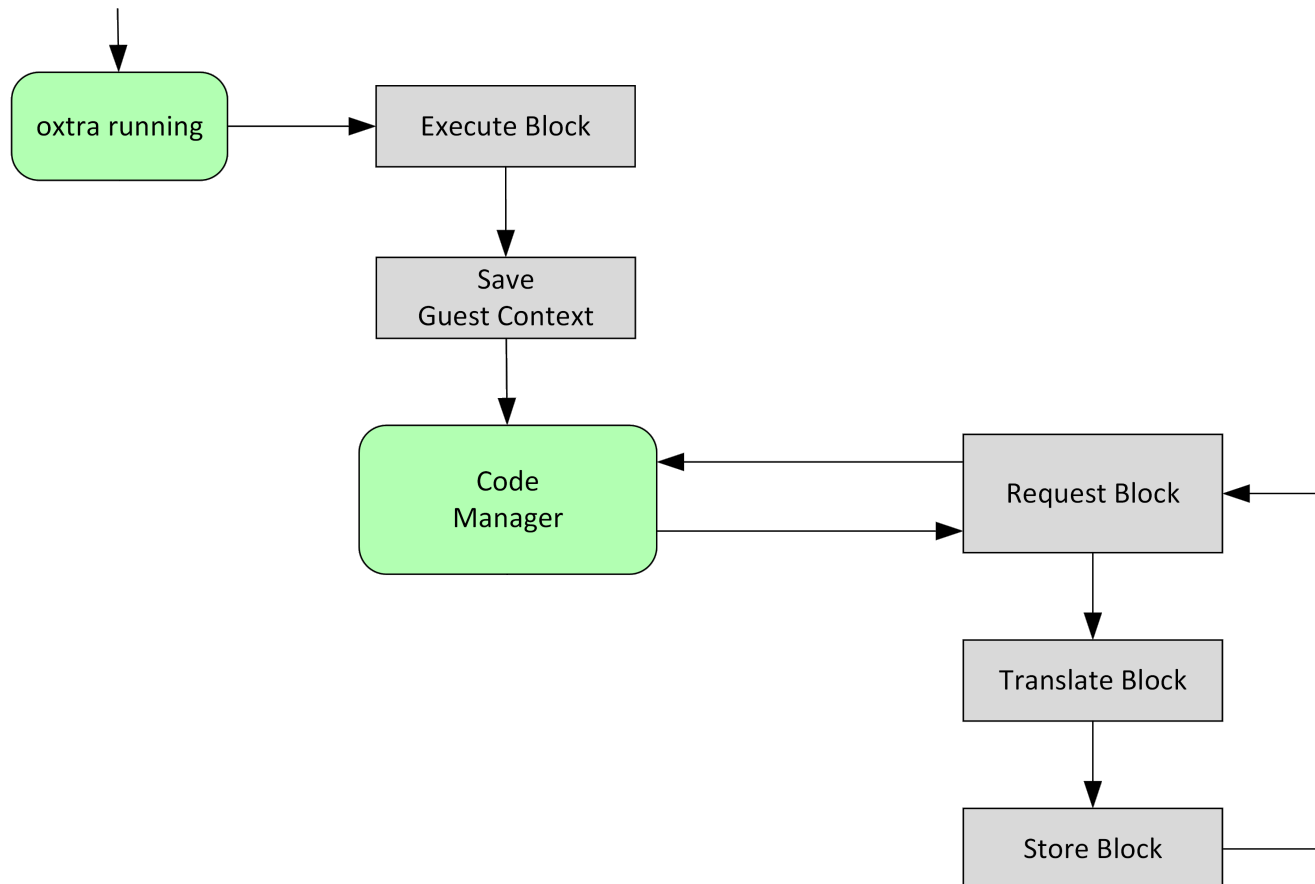 oxtra running
Execute Block
Save
Guest Context
Code
Manager
Request Block
Translate Block
Store Block